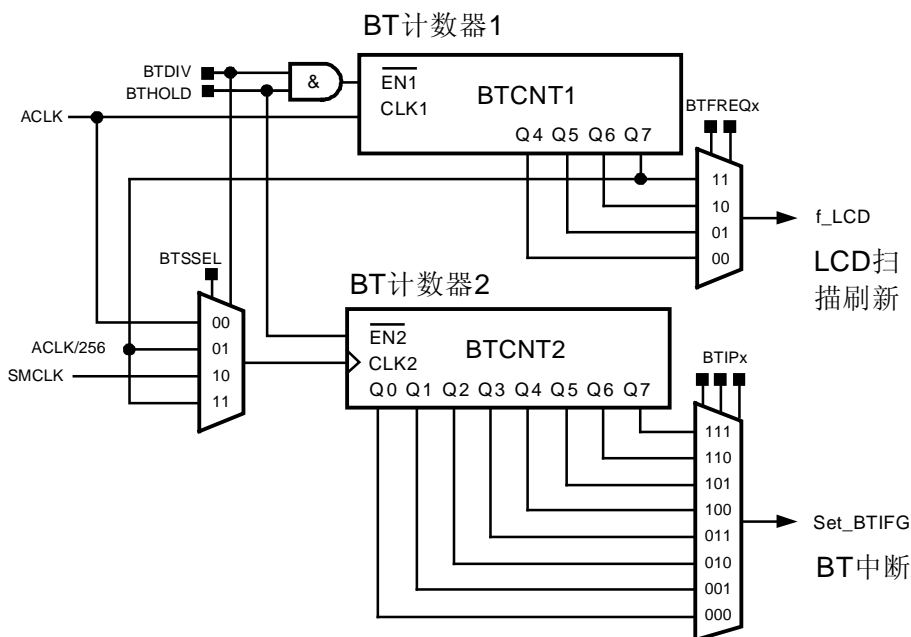 BT计数器1
BTDIV
BTHOLD
&
EN1
CLK1
BTCNT1
ACLK
Q4 Q5 Q6 Q7
BTFREQx
11
10
01
00
f_LCD
LCD扫
描刷新
BTSSEL
BT计数器2
00
01
10
11
ACLK/256
SMCLK
EN2
CLK2
BTCNT2
Q0 Q1 Q2 Q3 Q4 Q5 Q6 Q7
BTIPx
111
110
101
100
011
010
001
000
Set_BTIFG
BT中断